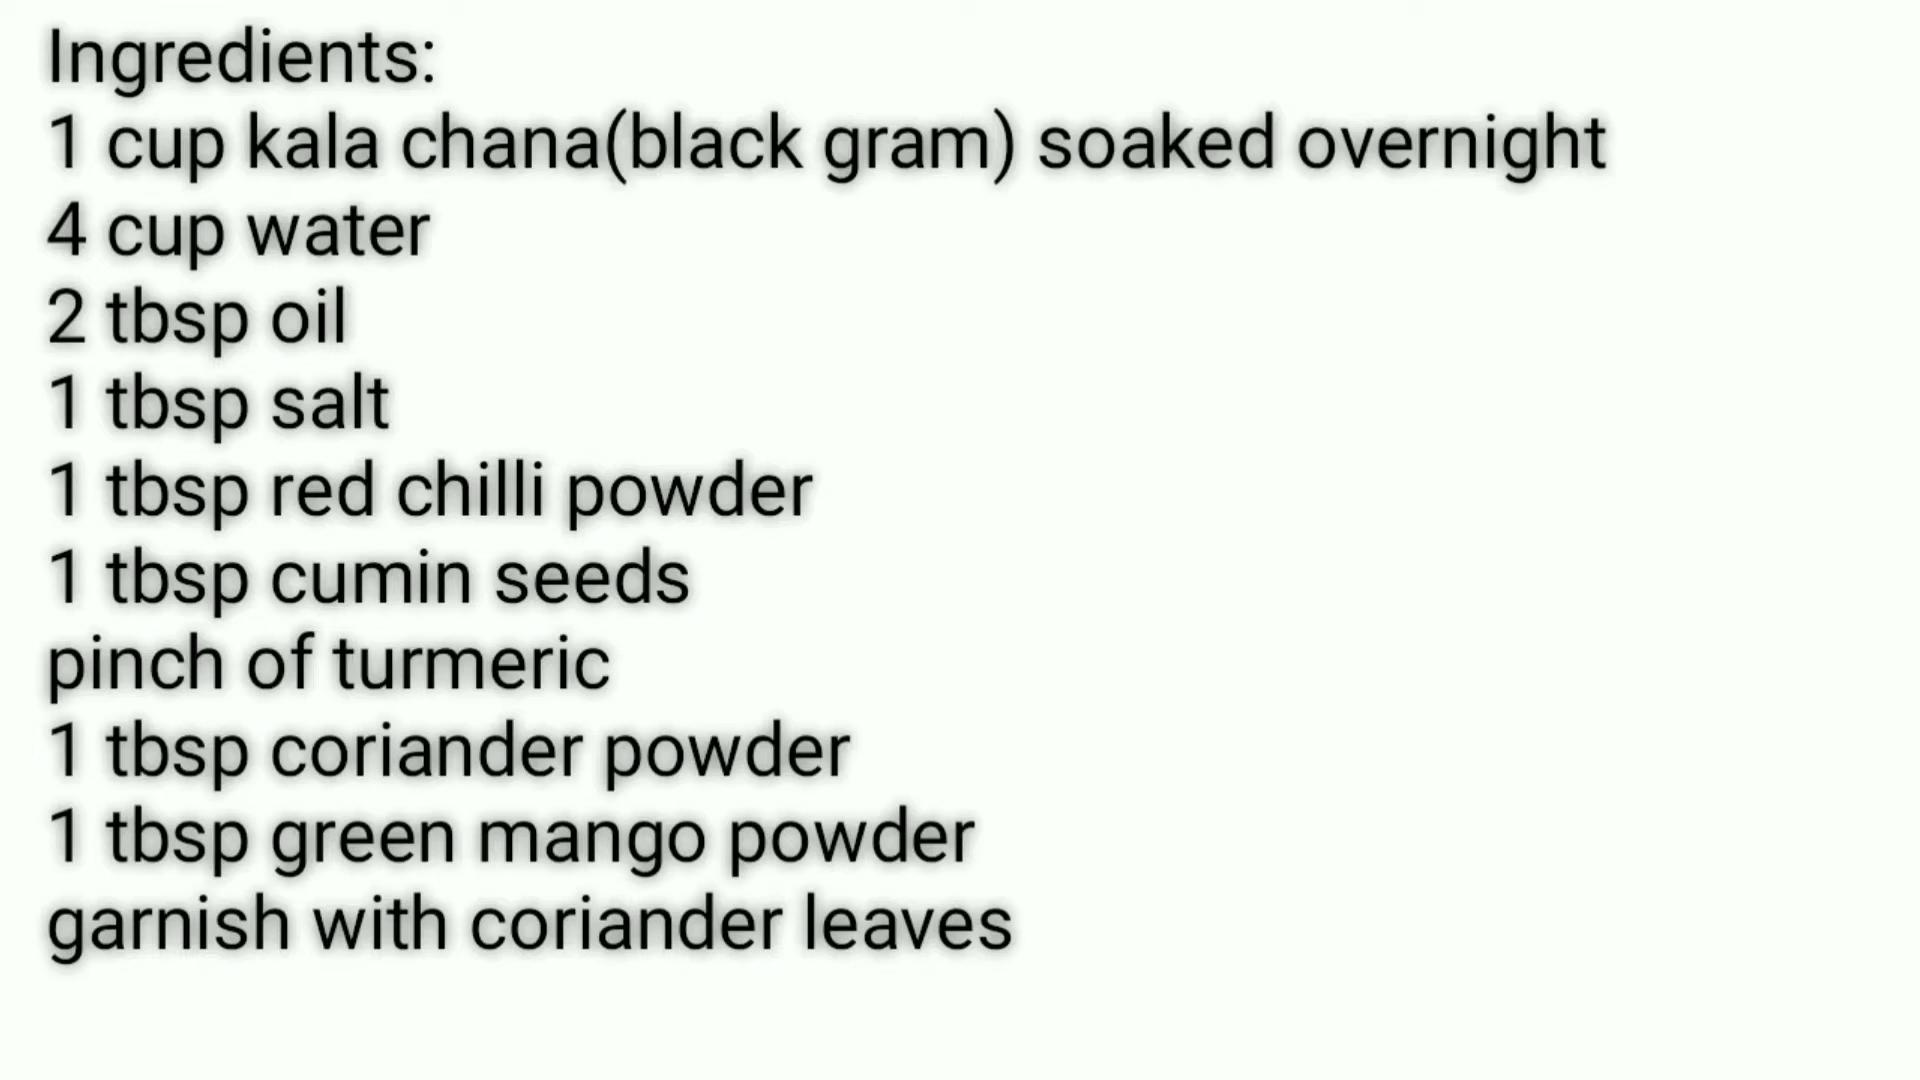 Ingredients:
1 cup kala chana(black gram) soaked overnight
4 cup water
2 tbsp oil
1 tbsp salt
1 tbsp red chilli powder
1 tbsp cumin seeds
pinch of turmeric
1 tbsp coriander powder
1 tbsp green mango powder
garnish with coriander leaves